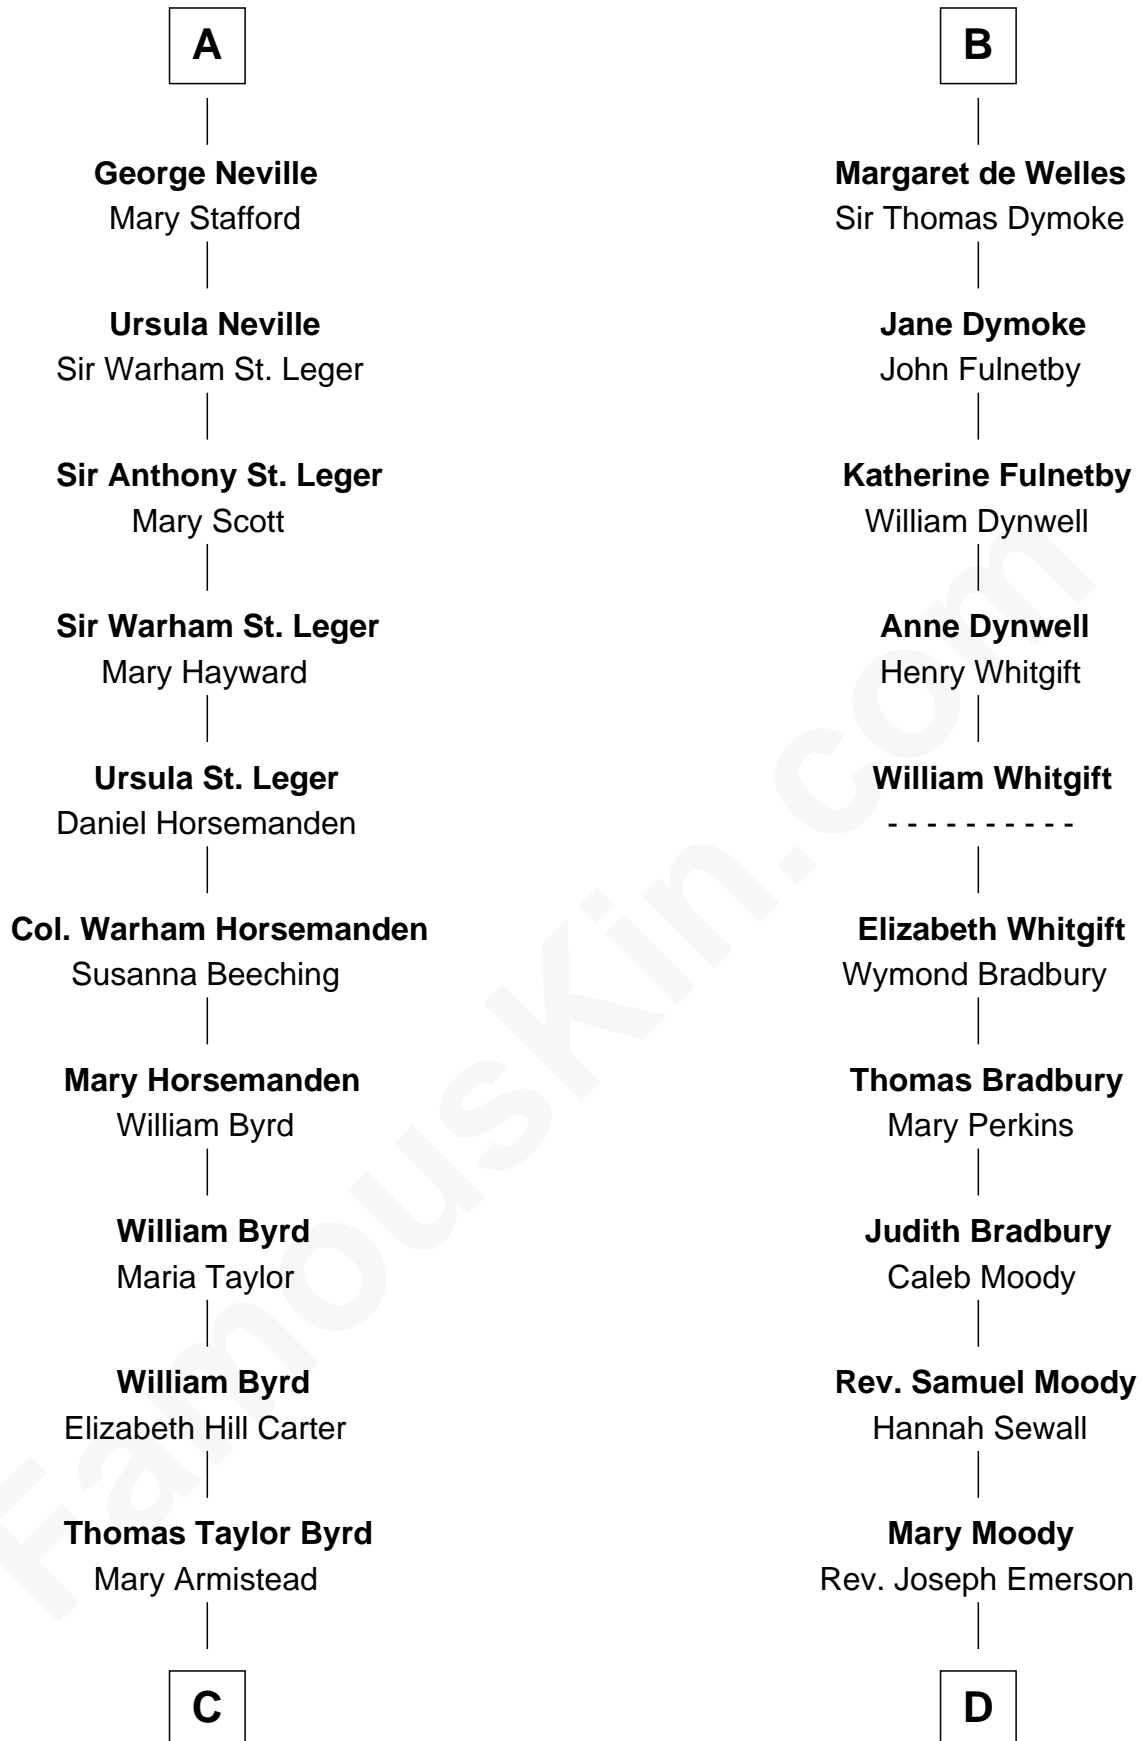 A
George Neville
Mary Stafford
Ursula Neville
Sir Warham St. Leger
Sir Anthony St. Leger
Mary Scott
Sir Warham St. Leger
Mary Hayward
Ursula St. Leger
Daniel Horsemanden
Col. Warham Horsemanden
Susanna Beeching
Mary Horsemanden
William Byrd
William Byrd
Maria Taylor
William Byrd
Elizabeth Hill Carter
Thomas Taylor Byrd
Mary Armistead
C
B
Margaret de Welles
Sir Thomas Dymoke
Jane Dymoke
John Fulnetby
Katherine Fulnetby
William Dynwell
Anne Dynwell
Henry Whitgift
William Whitgift
- - - - - - - - - -
Elizabeth Whitgift
Wymond Bradbury
Thomas Bradbury
Mary Perkins
Judith Bradbury
Caleb Moody
Rev. Samuel Moody
Hannah Sewall
Mary Moody
Rev. Joseph Emerson
D
FamousKin.com